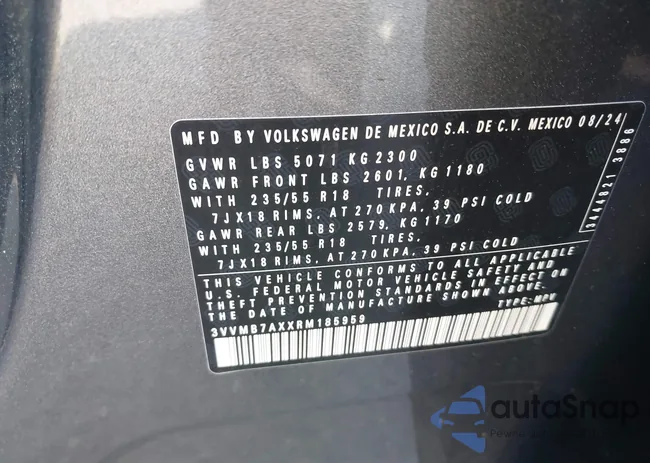 MFD BY VOLKSWAGEN DE MEXICO S.A. DE C.V. MEXICO 08/24
GVWR LBS 5071 KG 2300
GAWR FRONT LBS 2601, KG 1180
WITH 235/55 R18 TIRES,
7JX18 RIMS, AT 270 KPA, 39 PSI COLD
GAWR REAR LBS 2579, KG 1170
WITH 235/55 R18 TIRES,
7JX18 RIMS, AT 270 KPA, 39 PSI COLD
THIS VEHICLE CONFORMS TO ALL APPLICABLE
U.S. FEDERAL MOTOR VEHICLE SAFETY AND
THEFT PREVENTION STANDARDS IN EFFECT ON
THE DATE OF MANUFACTURE SHOWN ABOVE.
3VVMB7AXXRM185959 TYPE: MPV
3444821 3886
autoSnap